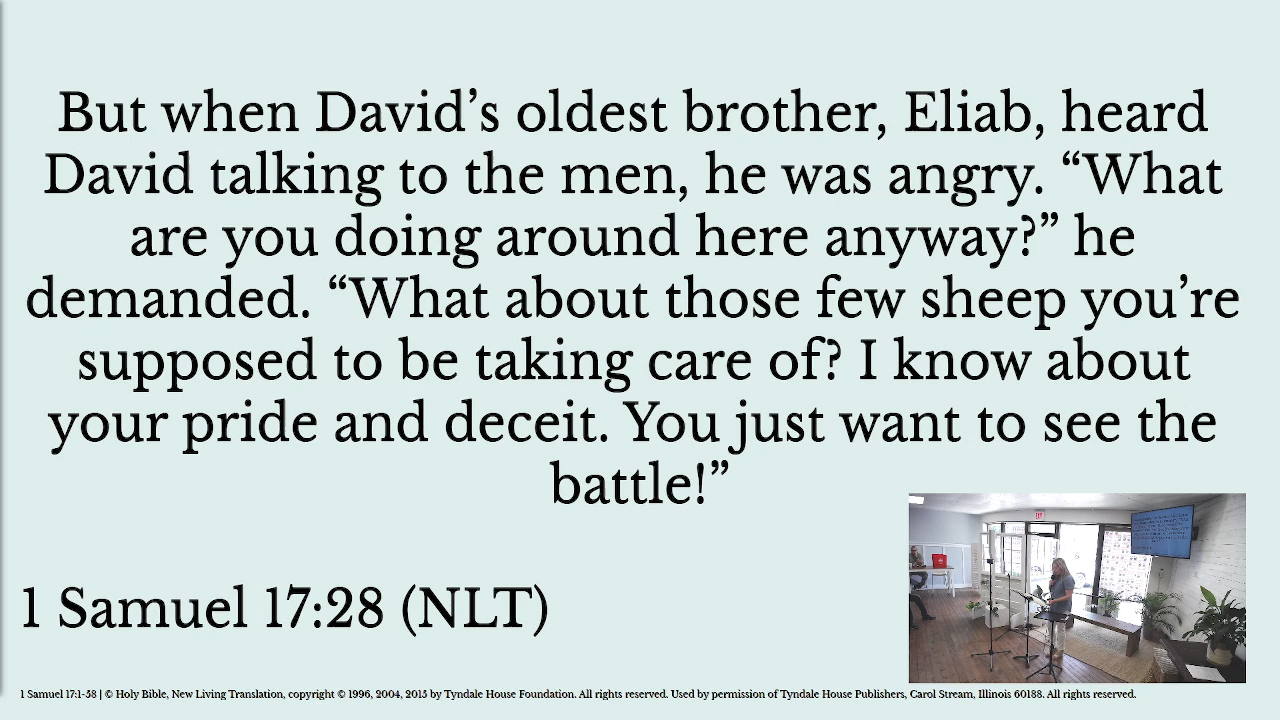 But when David’s oldest brother, Eliab, heard
David talking to the men, he was angry. “What
are you doing around here anyway?” he
demanded. “What about those few sheep you’re
supposed to be taking care of? I know about
your pride and deceit. You just want to see the
battle!”
1 Samuel 17:28 (NLT)
1 Samuel 17:1-58 | © Holy Bible, New Living Translation, copyright © 1996, 2004, 2015 by Tyndale House Foundation. All rights reserved. Used by permission of Tyndale House Publishers, Carol Stream, Illinois 60188. All rights reserved.